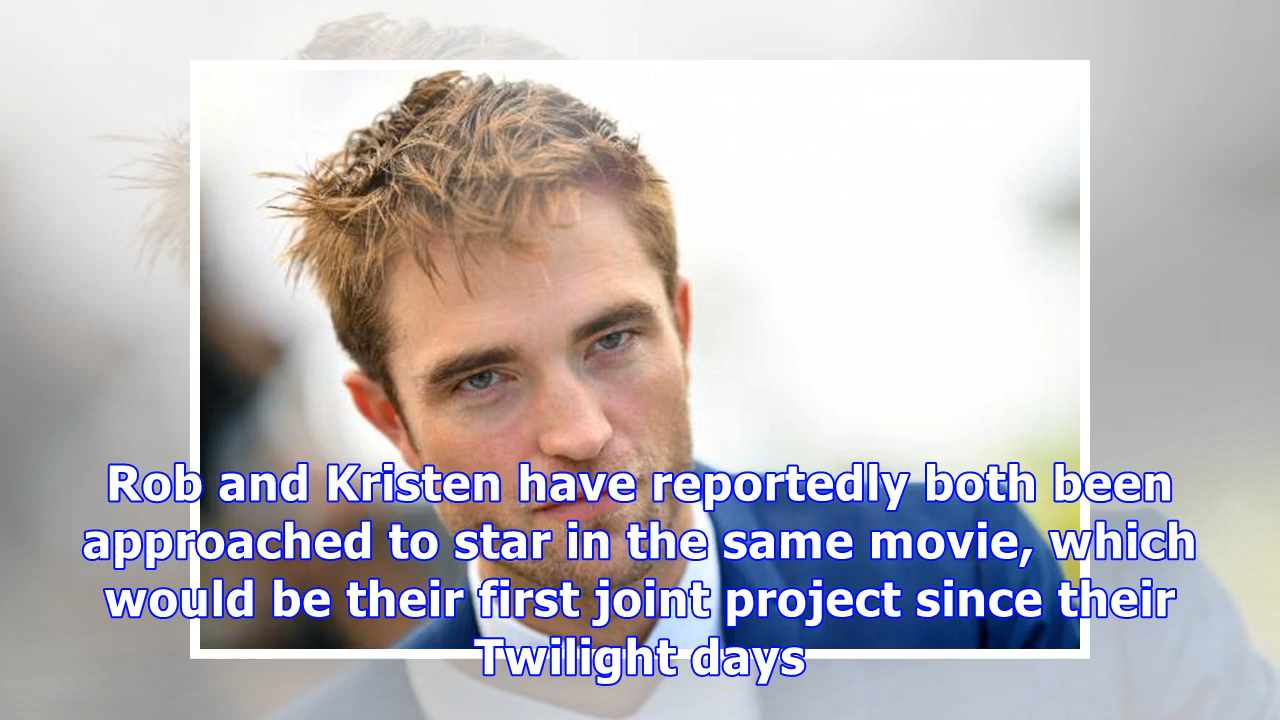 Rob and Kristen have reportedly both been
approached to star in the same movie, which
would be their first joint project since their
Twilight days